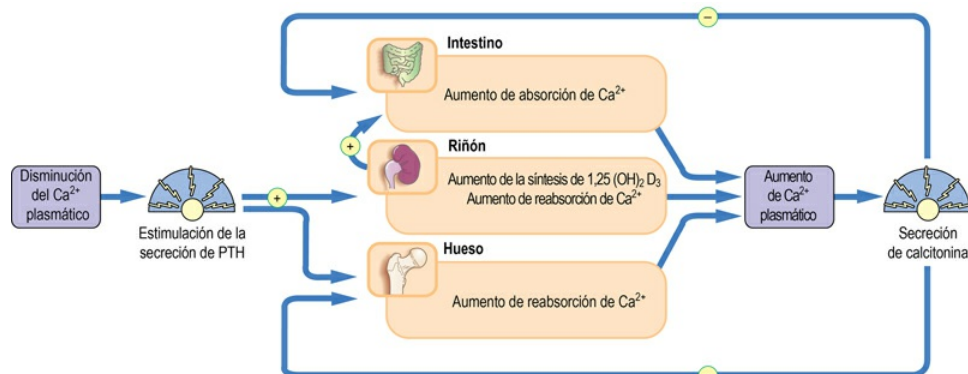 −
Intestino
Aumento de absorción de Ca²⁺
+
Riñón
Disminución
del Ca²⁺
plasmático
+
Aumento de la síntesis de 1,25 (OH)₂ D₃
Aumento de reabsorción de Ca²⁺
Aumento
de Ca²⁺
plasmático
Estimulación de la
secreción de PTH
Hueso
Secreción
de calcitonina
Aumento de reabsorción de Ca²⁺
−